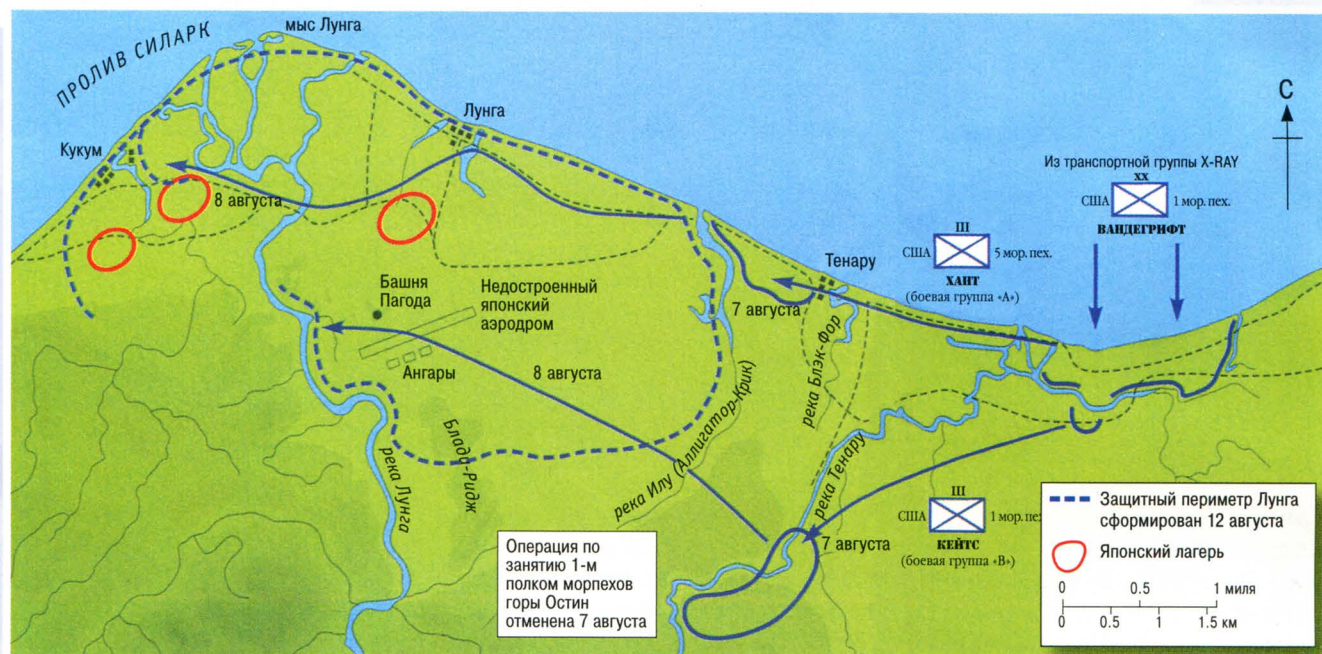 ПРОЛИВ СИЛАРК
мыс Лунга
Лунга
Кукум
8 августа
С
Из транспортной группы X-RAY
XX
США
1 мор. пех.
ВАНДЕГРИФТ
III
США
5 мор. пех.
ХАНТ
(боевая группа «А»)
Тенару
7 августа
Башня
Пагода
Недостроенный
японский
аэродром
Ангары
8 августа
река Блэк-Фор
река Илу (Аллигатор-Крик)
река Тенару
Блади-Ридж
река Лунга
7 августа
III
США
1 мор. пех
КЕЙТС
(боевая группа «В»)
Операция по
занятию 1-м
полком морпехов
горы Остин
отменена 7 августа
Защитный периметр Лунга
сформирован 12 августа
Японский лагерь
0 0.5 1 миля
0 0.5 1 1.5 км